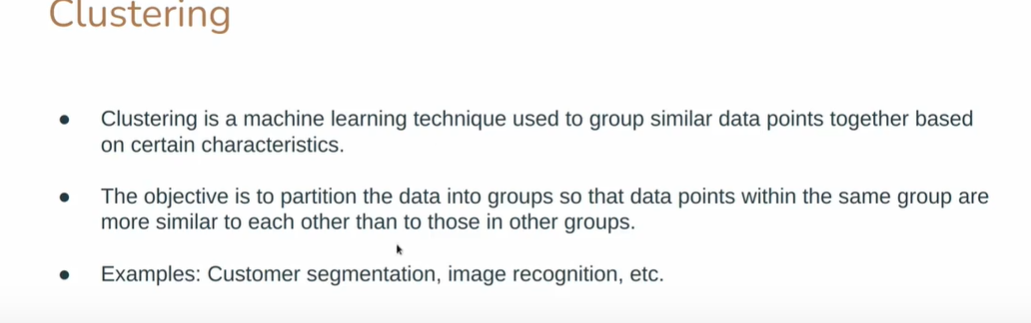 Clustering
● Clustering is a machine learning technique used to group similar data points together based
on certain characteristics.
● The objective is to partition the data into groups so that data points within the same group are
more similar to each other than to those in other groups.
● Examples: Customer segmentation, image recognition, etc.